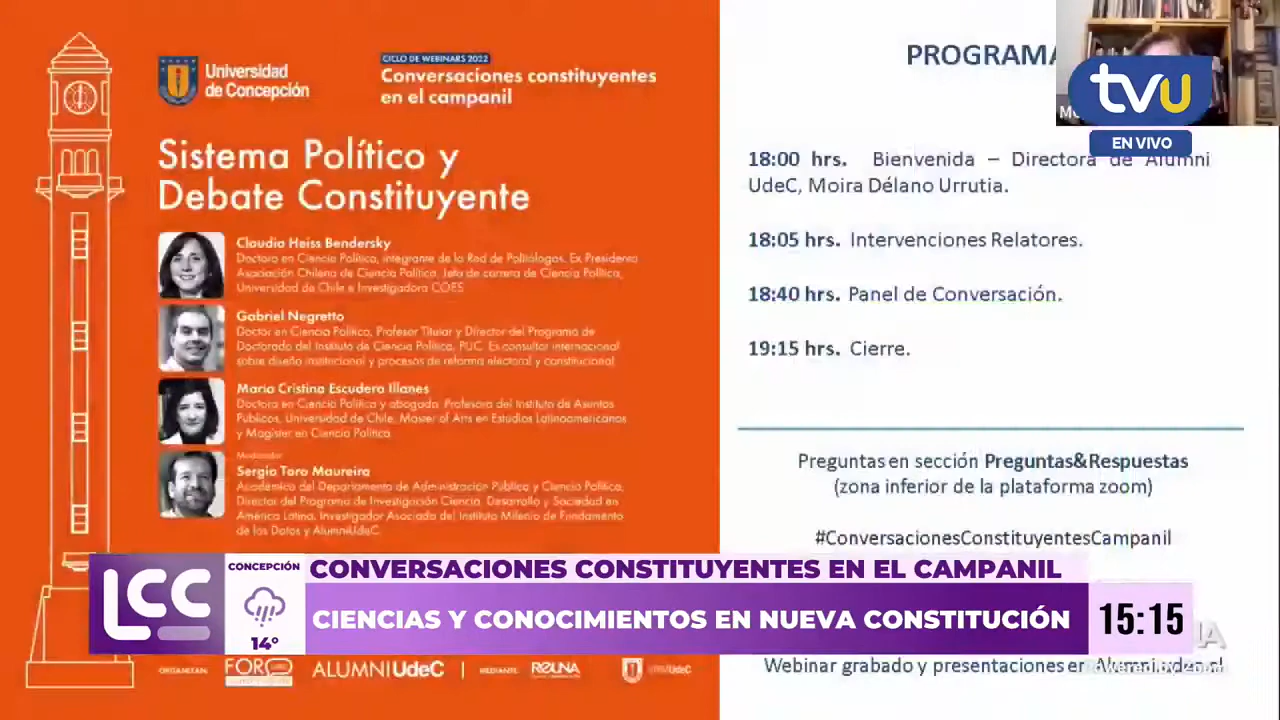 Universidad
de Concepción
CICLO DE WEBINARS 2022
Conversaciones constituyentes
en el campanil
Sistema Político y
Debate Constituyente
Claudia Heiss Bendersky
Doctora en Ciencia Política, integrante de la Red de Politólogas. Ex Presidenta
Asociación Chilena de Ciencia Política, Jefa de carrera de Ciencia Política,
Universidad de Chile e Investigadora COES
Gabriel Negretto
Doctor en Ciencia Política, Profesor Titular y Director del Programa de
Doctorado del Instituto de Ciencia Política, PUC. Es consultor internacional
sobre diseño institucional y procesos de reforma electoral y constitucional
María Cristina Escudero Illanes
Doctora en Ciencia Política y abogada. Profesora del Instituto de Asuntos
Públicos, Universidad de Chile. Master of Arts en Estudios Latinoamericanos
y Magíster en Ciencia Política
Moderador
Sergio Toro Maureira
Académico del Departamento de Administración Pública y Ciencia Política,
Director del Programa de Investigación Ciencia, Desarrollo y Sociedad en
América Latina. Investigador Asociado del Instituto Milenio de Fundamento
de los Datos y AlumniUdeC
PROGRAMA
tvu
EN VIVO
18:00 hrs. Bienvenida – Directora de Alumni
UdeC, Moira Délano Urrutia.
18:05 hrs. Intervenciones Relatores.
18:40 hrs. Panel de Conversación.
19:15 hrs. Cierre.
Preguntas en sección Preguntas&Respuestas
(zona inferior de la plataforma zoom)
#ConversacionesConstituyentesCampanil
LCC
CONCEPCIÓN
14°
CONVERSACIONES CONSTITUYENTES EN EL CAMPANIL
CIENCIAS Y CONOCIMIENTOS EN NUEVA CONSTITUCIÓN
15:15
ORGANIZAN:
FORO
ALUMNIUdeC
MEDIANTE
REUNA
Webinar grabado y presentaciones en